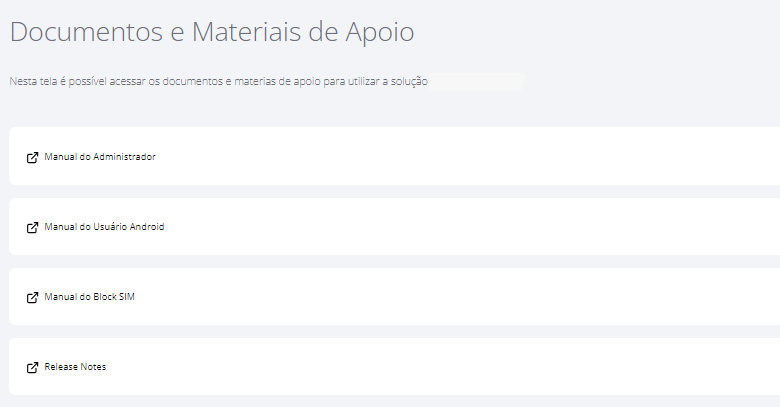 Documentos e Materiais de Apoio
Nesta tela é possível acessar os documentos e materias de apoio para utilizar a solução
Manual do Administrador
Manual do Usuário Android
Manual do Block SIM
Release Notes